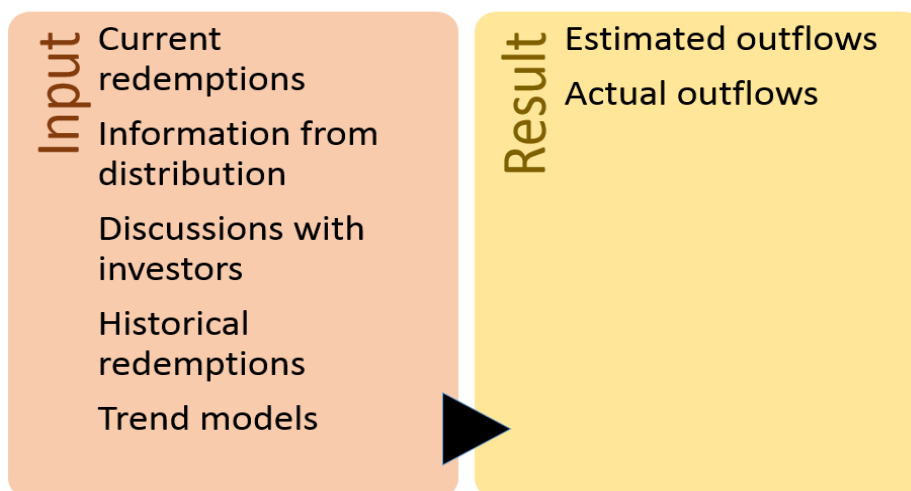 Input
Current
redemptions
Information from
distribution
Discussions with
investors
Historical
redemptions
Trend models
Result
Estimated outflows
Actual outflows